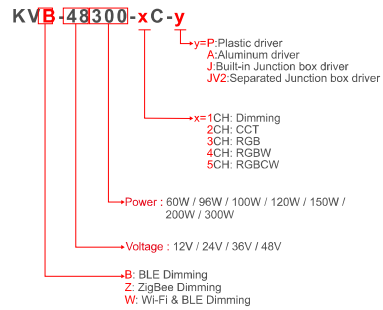 KVB-48300-xC-y
y=P:Plastic driver
A:Aluminum driver
J:Built-in Junction box driver
JV2:Separated Junction box driver
x=1CH: Dimming
2CH: CCT
3CH: RGB
4CH: RGBW
5CH: RGBCW
Power : 60W / 96W / 100W / 120W / 150W /
200W / 300W
Voltage : 12V / 24V / 36V / 48V
B: BLE Dimming
Z: ZigBee Dimming
W: Wi-Fi & BLE Dimming